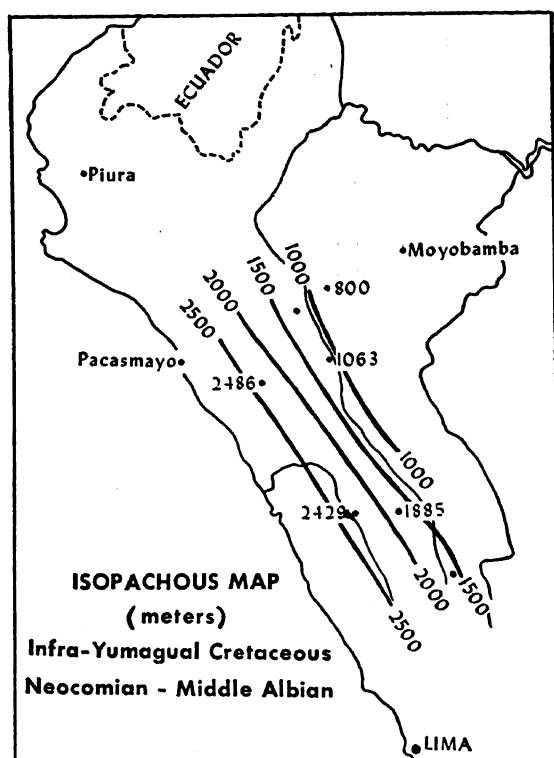 ECUADOR
Piura
Moyobamba
1000
1500
2000
2500
800
Pacasmayo
1063
2486
1000
2429
1885
1500
2000
2500
ISOPACHOUS MAP
(meters)
Infra-Yumagual Cretaceous
Neocomian - Middle Albian
LIMA